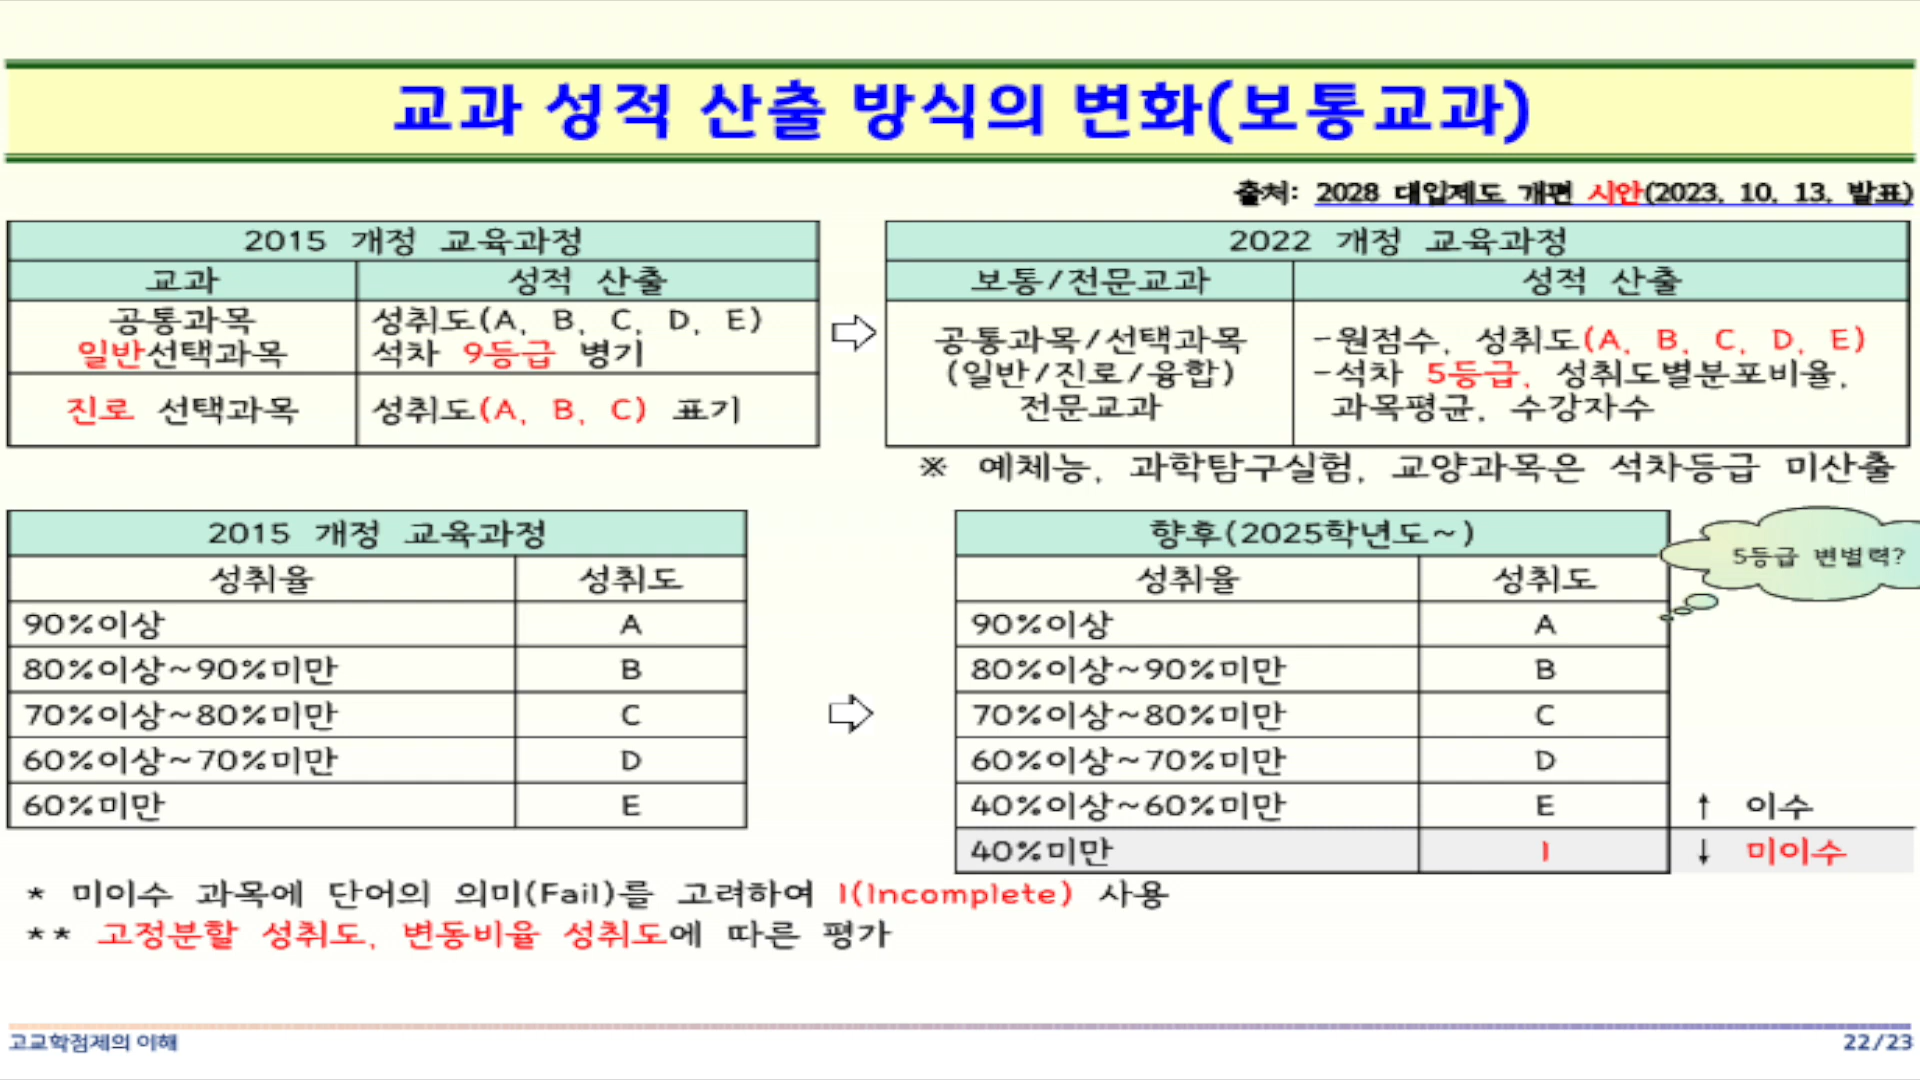 교과 성적 산출 방식의 변화(보통교과)
출처: 2028 대입제도 개편 시안(2023. 10. 13. 발표)
2015 개정 교육과정
교과 성적 산출
공통과목
일반선택과목
성취도(A, B, C, D, E)
석차 9등급 병기
진로 선택과목
성취도(A, B, C) 표기
2022 개정 교육과정
보통/전문교과 성적 산출
공통과목/선택과목
(일반/진로/융합)
전문교과
-원점수, 성취도(A, B, C, D, E)
-석차 5등급, 성취도별분포비율,
과목평균, 수강자수
※ 예체능, 과학탐구실험, 교양과목은 석차등급 미산출
2015 개정 교육과정
성취율 성취도
90%이상 A
80%이상~90%미만 B
70%이상~80%미만 C
60%이상~70%미만 D
60%미만 E
향후(2025학년도~)
성취율 성취도
90%이상 A
80%이상~90%미만 B
70%이상~80%미만 C
60%이상~70%미만 D
40%이상~60%미만 E ↑ 이수
40%미만 I ↓ 미이수
5등급 변별력?
* 미이수 과목에 단어의 의미(Fail)를 고려하여 I(Incomplete) 사용
** 고정분할 성취도, 변동비율 성취도에 따른 평가
고교학점제의 이해
22/23